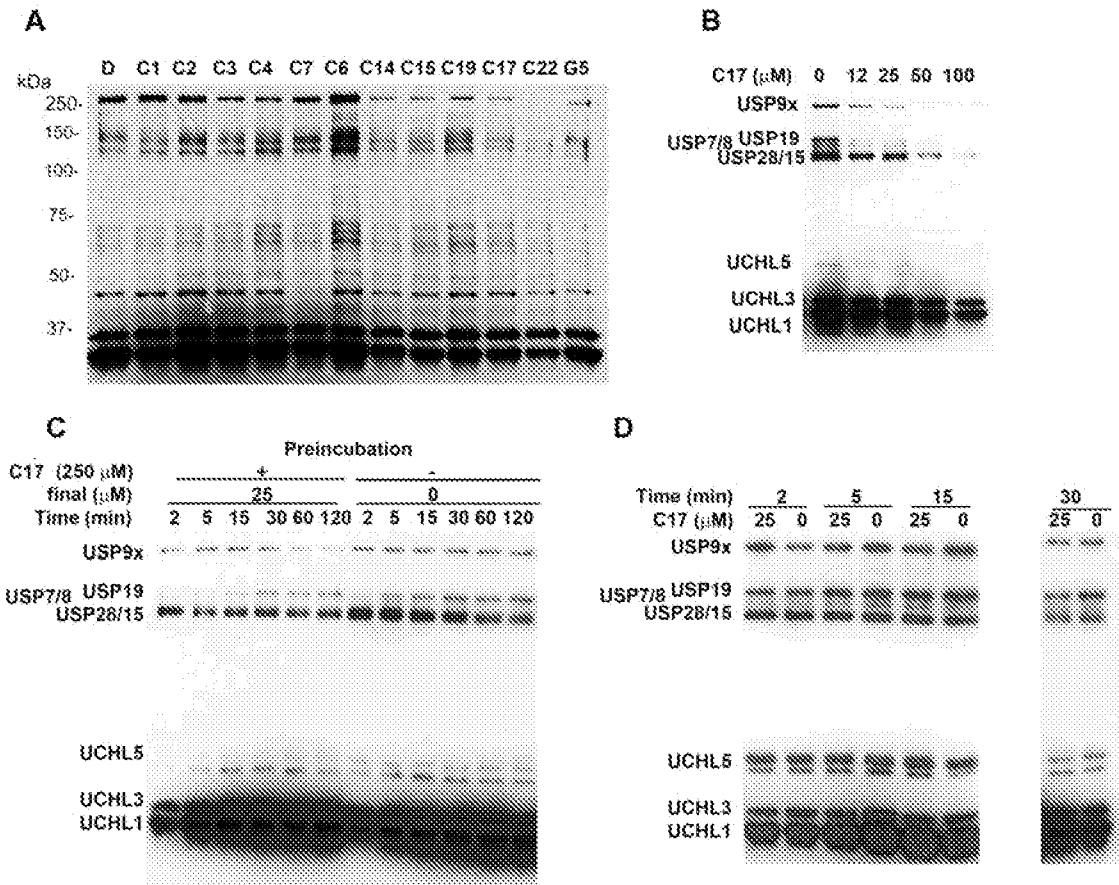 A
kDa
D C1 C2 C3 C4 C7 C6 C14 C15 C19 C17 C22 G5
250-
150-
100-
75-
50-
37-
B
C17 (μM) 0 12 25 50 100
USP9x
USP7/8 USP19
USP28/15
UCHL5
UCHL3
UCHL1
C
Preincubation
C17 (250 μM) + -
final (μM) 25 0
Time (min) 2 5 15 30 60 120 2 5 15 30 60 120
USP9x
USP7/8 USP19
USP28/15
UCHL5
UCHL3
UCHL1
D
Time (min) 2 5 15 30
C17 (μM) 25 0 25 0 25 0 25 0
USP9x
USP7/8 USP19
USP28/15
UCHL5
UCHL3
UCHL1